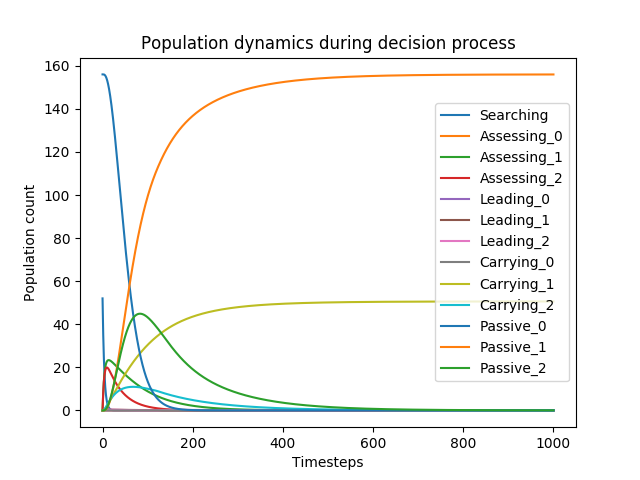 Population dynamics during decision process
Population count
160
140
120
100
80
60
40
20
0
Searching
Assessing_0
Assessing_1
Assessing_2
Leading_0
Leading_1
Leading_2
Carrying_0
Carrying_1
Carrying_2
Passive_0
Passive_1
Passive_2
0 200 400 600 800 1000
Timesteps